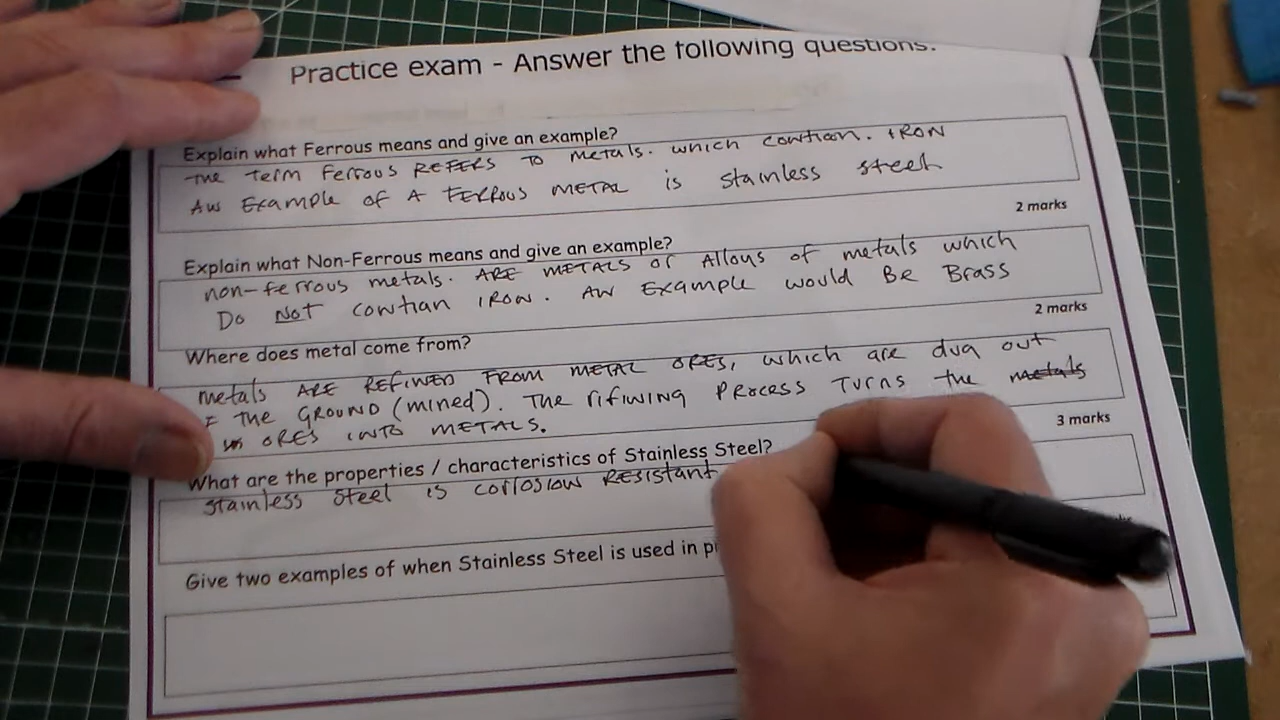 Practice exam - Answer the following questions.
Explain what Ferrous means and give an example?
THE TERM FERROUS REFERS TO METALS. WHICH CONTIAN. IRON
AN EXAMPLE OF A FERROUS METAL is stainless steel
2 marks
Explain what Non-Ferrous means and give an example?
non-ferrous metals. ARE METALS or Alloys of metals which
Do Not contian IRON. AN Example would Be Brass
2 marks
Where does metal come from?
metals ARE REFINED FROM METAL ORES, which are dug out
THE GROUND (mined). The rifining PRocess Turns the metals
ORES INTO METALS.
3 marks
What are the properties / characteristics of Stainless Steel?
stainless steel is corrosion RESistant
Give two examples of when Stainless Steel is used in